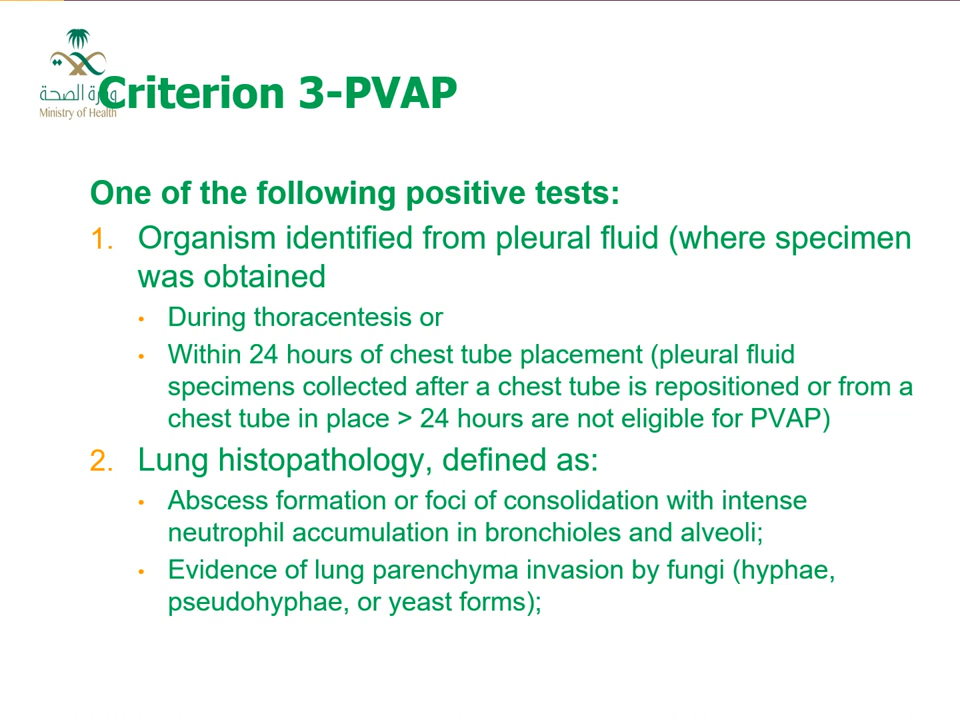 وزارة الصحة
Ministry of Health
Criterion 3-PVAP
One of the following positive tests:
1. Organism identified from pleural fluid (where specimen
was obtained
• During thoracentesis or
• Within 24 hours of chest tube placement (pleural fluid
specimens collected after a chest tube is repositioned or from a
chest tube in place > 24 hours are not eligible for PVAP)
2. Lung histopathology, defined as:
• Abscess formation or foci of consolidation with intense
neutrophil accumulation in bronchioles and alveoli;
• Evidence of lung parenchyma invasion by fungi (hyphae,
pseudohyphae, or yeast forms);